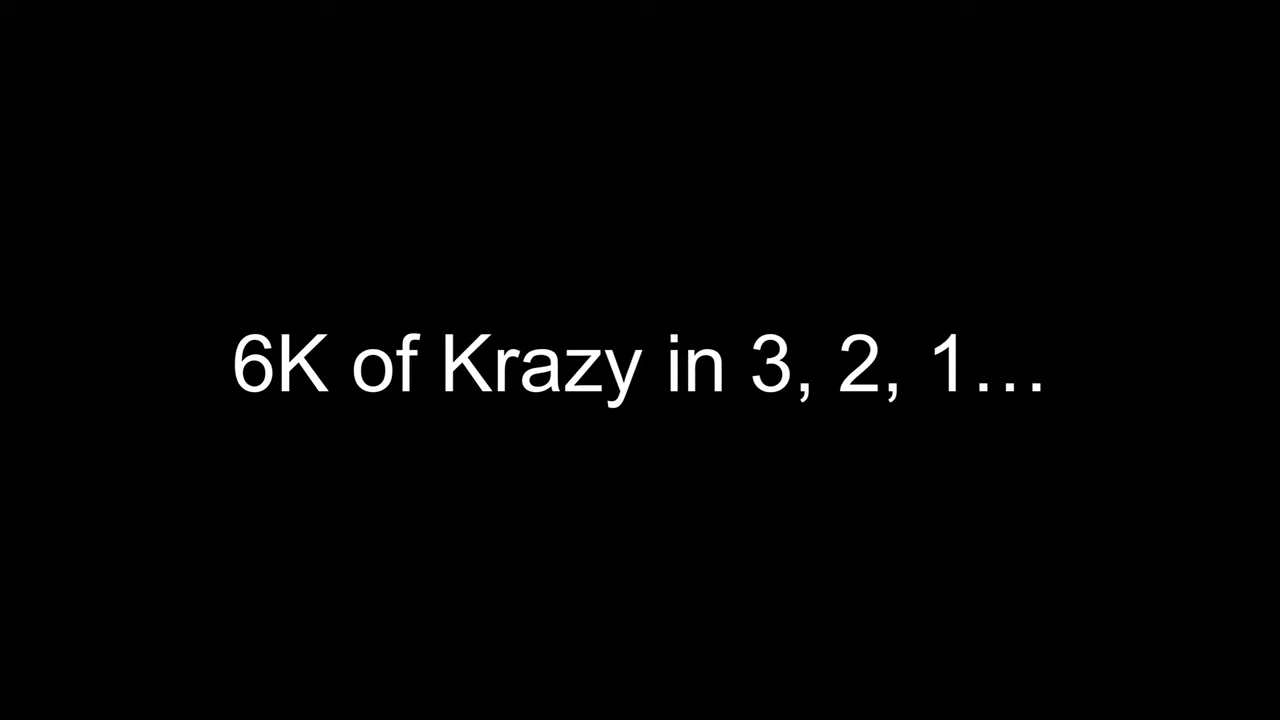 6K of Krazy in 3, 2, 1…